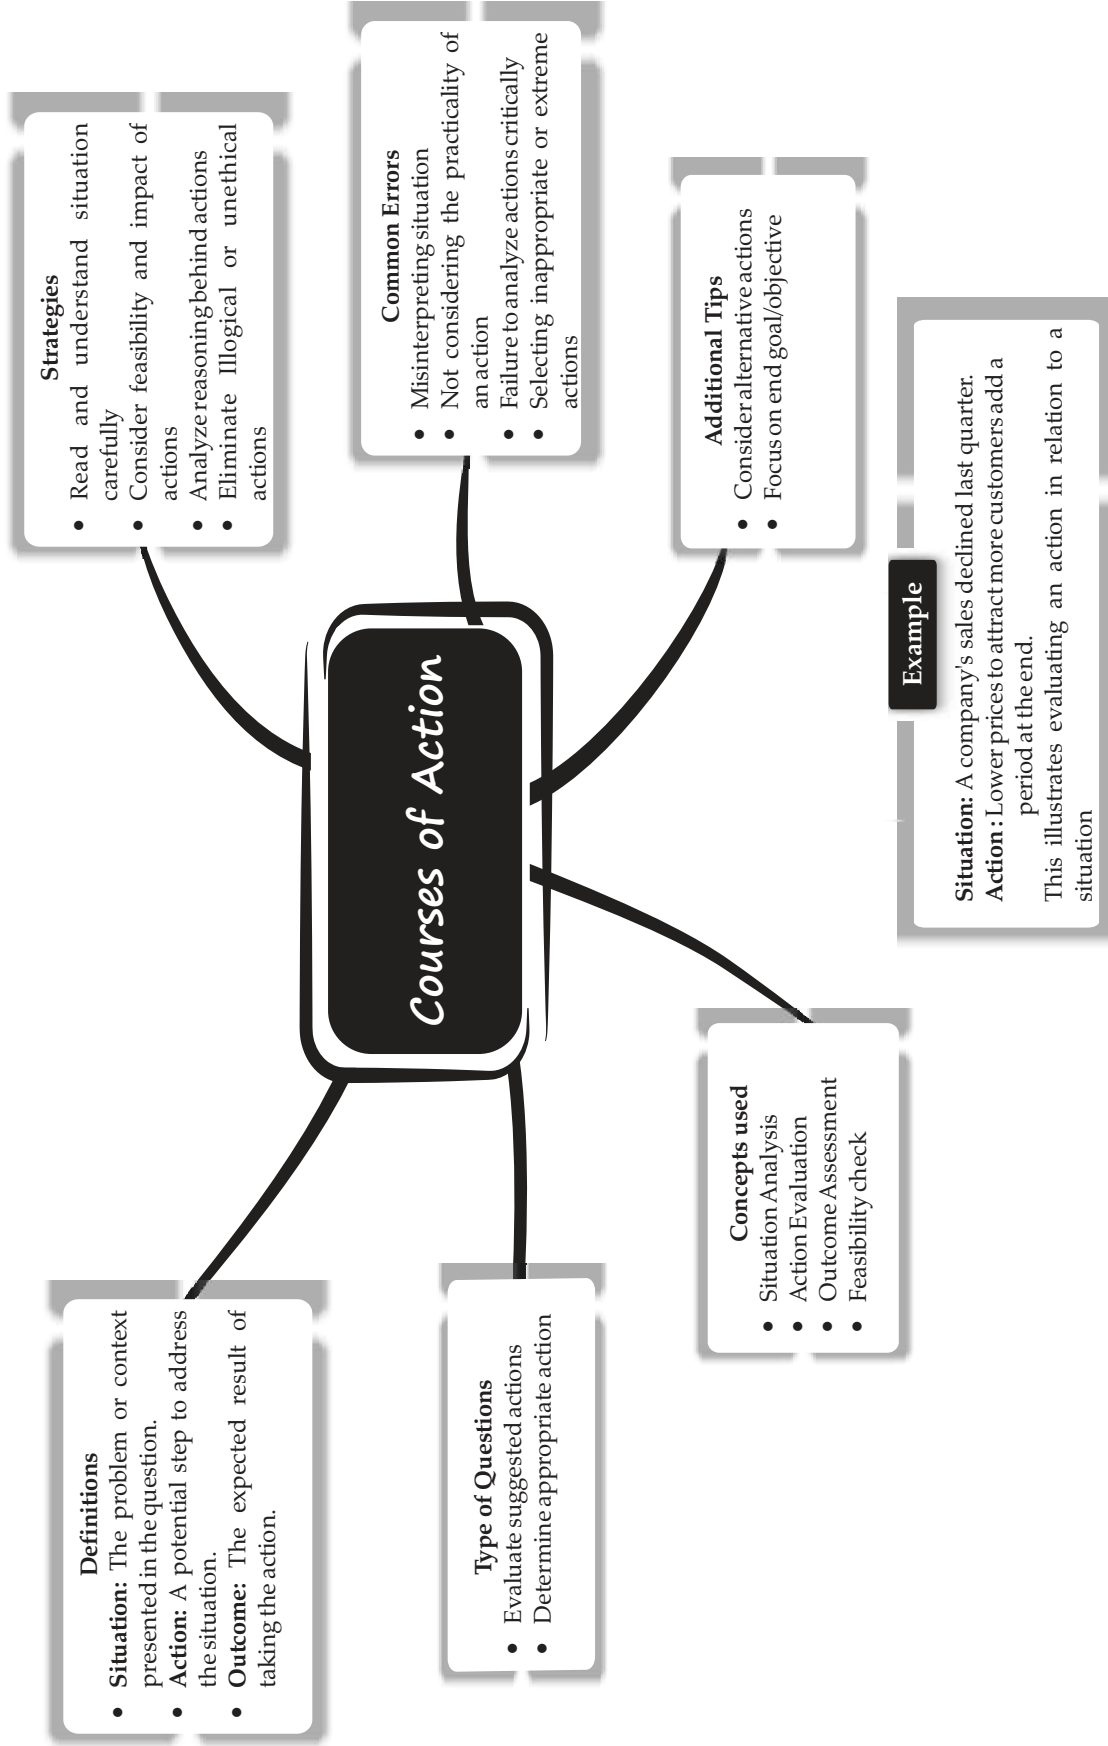 Definitions
• Situation: The problem or context
presented in the question.
• Action: A potential step to address
the situation.
• Outcome: The expected result of
taking the action.
Strategies
• Read and understand situation
carefully
• Consider feasibility and impact of
actions
• Analyze reasoning behind actions
• Eliminate Illogical or unethical
actions
Courses of Action
Type of Questions
• Evaluate suggested actions
• Determine appropriate action
Common Errors
• Misinterpreting situation
• Not considering the practicality of
an action
• Failure to analyze actions critically
• Selecting inappropriate or extreme
actions
Concepts used
• Situation Analysis
• Action Evaluation
• Outcome Assessment
• Feasibility check
Additional Tips
• Consider alternative actions
• Focus on end goal/objective
Example
Situation: A company's sales declined last quarter.
Action : Lower prices to attract more customers add a
period at the end.
This illustrates evaluating an action in relation to a
situation